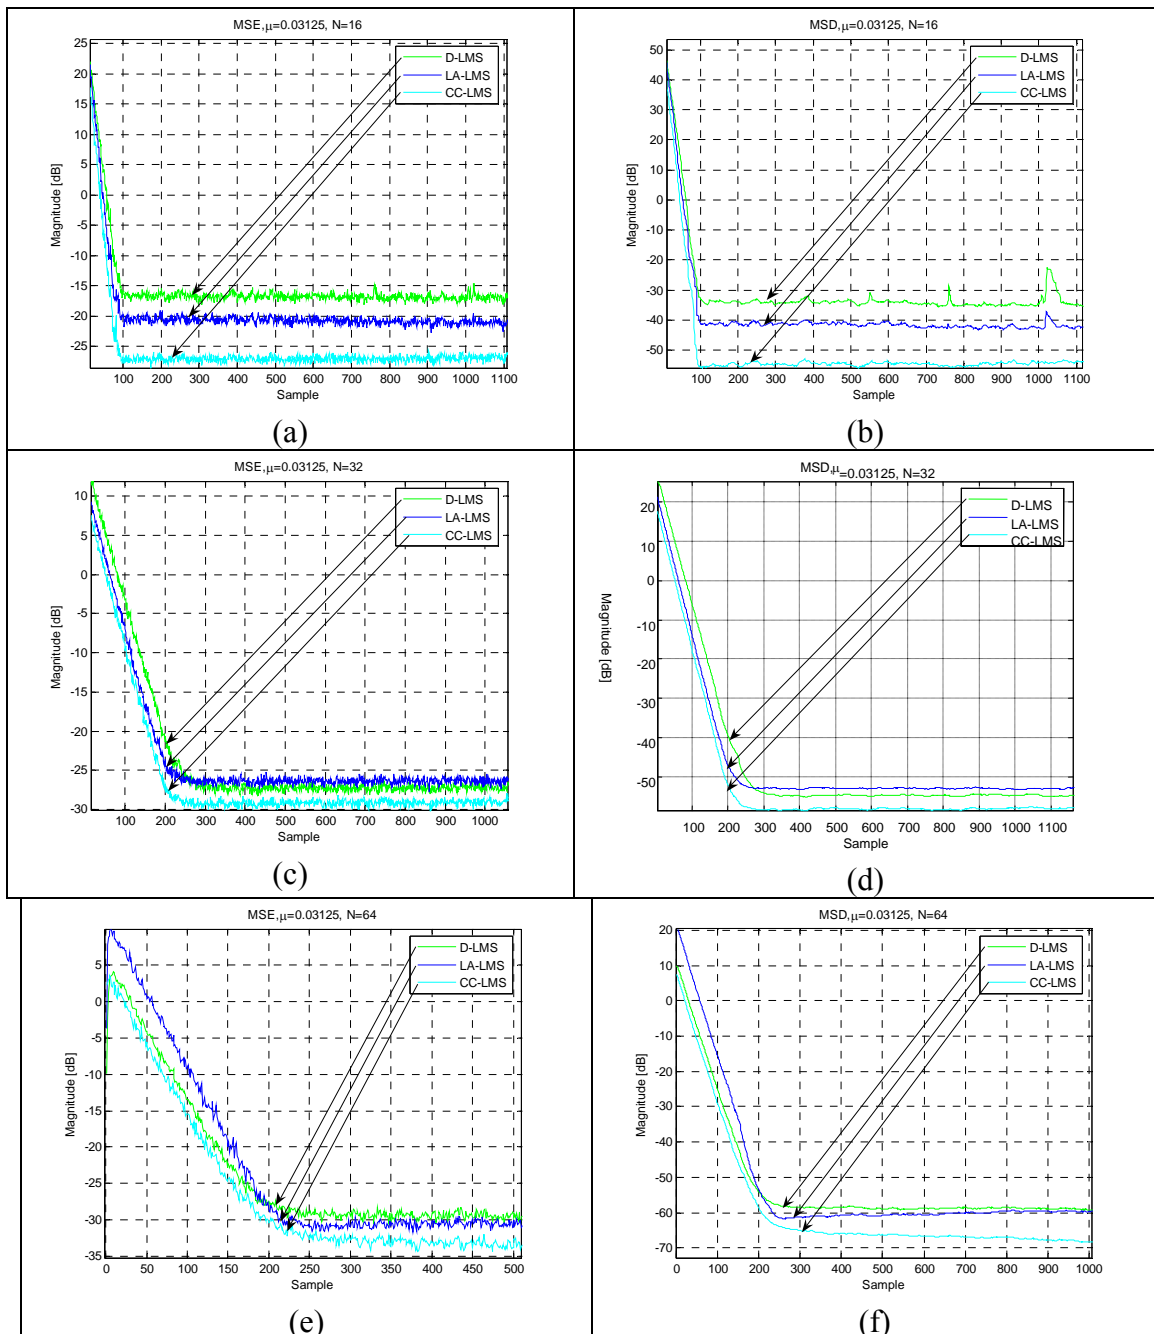 MSE,μ=0.03125, N=16
25
20
15
10
5
0
-5
-10
-15
-20
-25
Magnitude [dB]
D-LMS
LA-LMS
CC-LMS
100 200 300 400 500 600 700 800 900 1000 1100
Sample
(a)
MSD,μ=0.03125, N=16
50
40
30
20
10
0
-10
-20
-30
-40
-50
Magnitude [dB]
D-LMS
LA-LMS
CC-LMS
100 200 300 400 500 600 700 800 900 1000 1100
Sample
(b)
MSE,μ=0.03125, N=32
10
5
0
-5
-10
-15
-20
-25
-30
Magnitude [dB]
D-LMS
LA-LMS
CC-LMS
100 200 300 400 500 600 700 800 900 1000
Sample
(c)
MSD,μ=0.03125, N=32
20
10
0
-10
-20
-30
-40
-50
Magnitude [dB]
D-LMS
LA-LMS
CC-LMS
100 200 300 400 500 600 700 800 900 1000 1100
Sample
(d)
MSE,μ=0.03125, N=64
5
0
-5
-10
-15
-20
-25
-30
-35
Magnitude [dB]
D-LMS
LA-LMS
CC-LMS
0 50 100 150 200 250 300 350 400 450 500
Sample
(e)
MSD,μ=0.03125, N=64
20
10
0
-10
-20
-30
-40
-50
-60
-70
Magnitude [dB]
D-LMS
LA-LMS
CC-LMS
0 100 200 300 400 500 600 700 800 900 1000
Sample
(f)